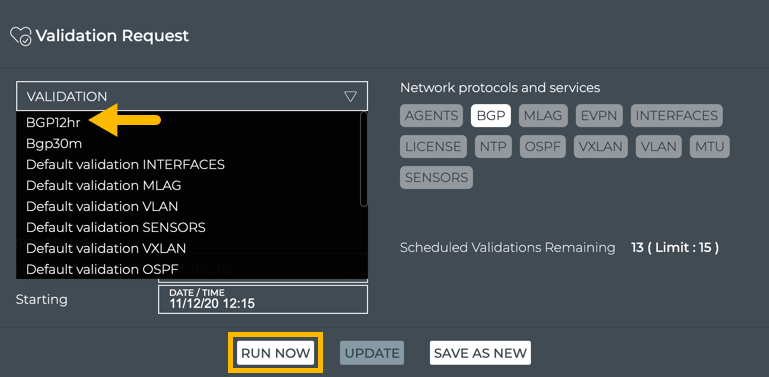 Validation Request
VALIDATION
BGP12hr
Bgp30m
Default validation INTERFACES
Default validation MLAG
Default validation VLAN
Default validation SENSORS
Default validation VXLAN
Default validation OSPF
Starting
DATE / TIME
11/12/20 12:15
Network protocols and services
AGENTS BGP MLAG EVPN INTERFACES
LICENSE NTP OSPF VXLAN VLAN MTU
SENSORS
Scheduled Validations Remaining 13 ( Limit : 15 )
RUN NOW UPDATE SAVE AS NEW